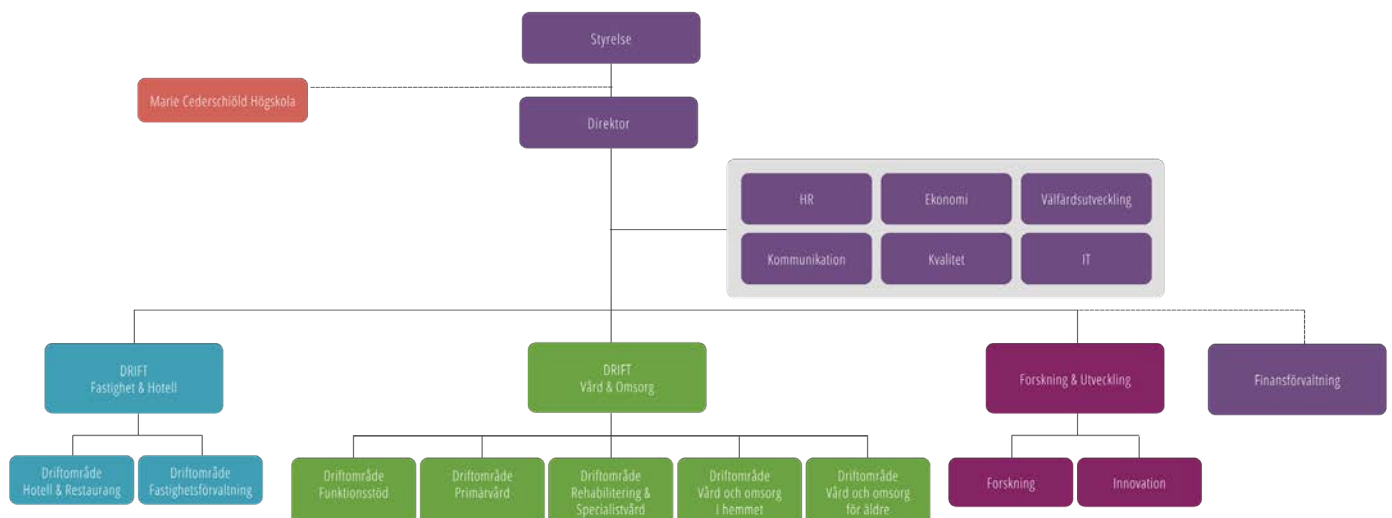 Styrelse
Marie Cederschiöld Högskola
Direktor
HR
Ekonomi
Välfärdsutveckling
Kommunikation
Kvalitet
IT
DRIFT
Fastighet & Hotell
DRIFT
Vård & Omsorg
Forskning & Utveckling
Finansförvaltning
Driftområde
Hotell & Restaurang
Driftområde
Fastighetsförvaltning
Driftområde
Funktionsstöd
Driftområde
Primärvård
Driftområde
Rehabilitering &
Specialistvård
Driftområde
Vård och omsorg
i hemmet
Driftområde
Vård och omsorg
för äldre
Forskning
Innovation